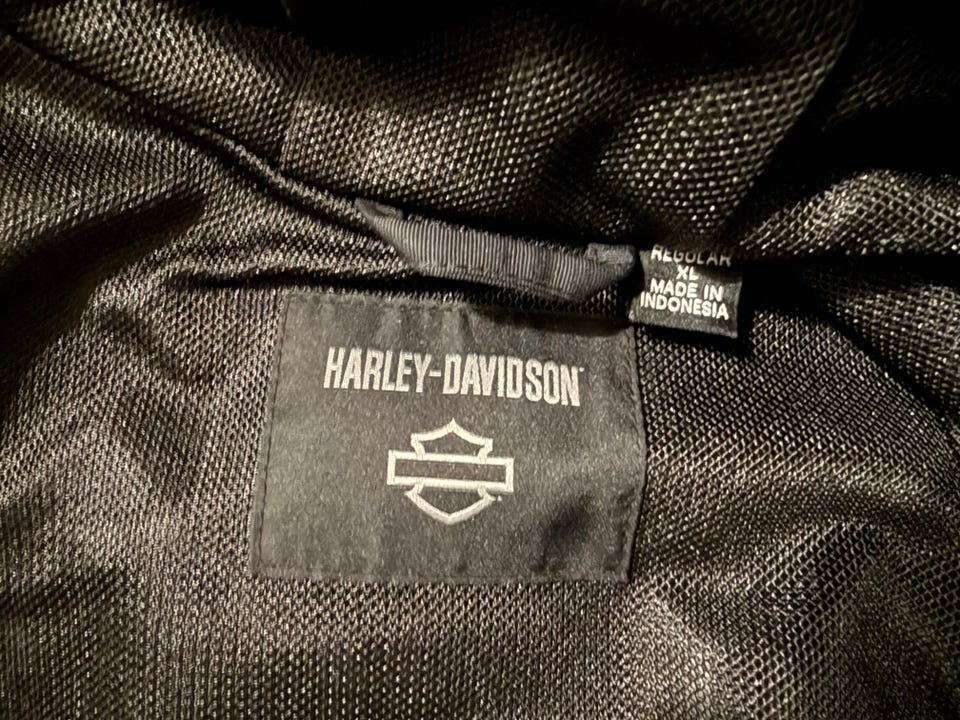 REGULAR
XL
MADE IN
INDONESIA
HARLEY-DAVIDSON